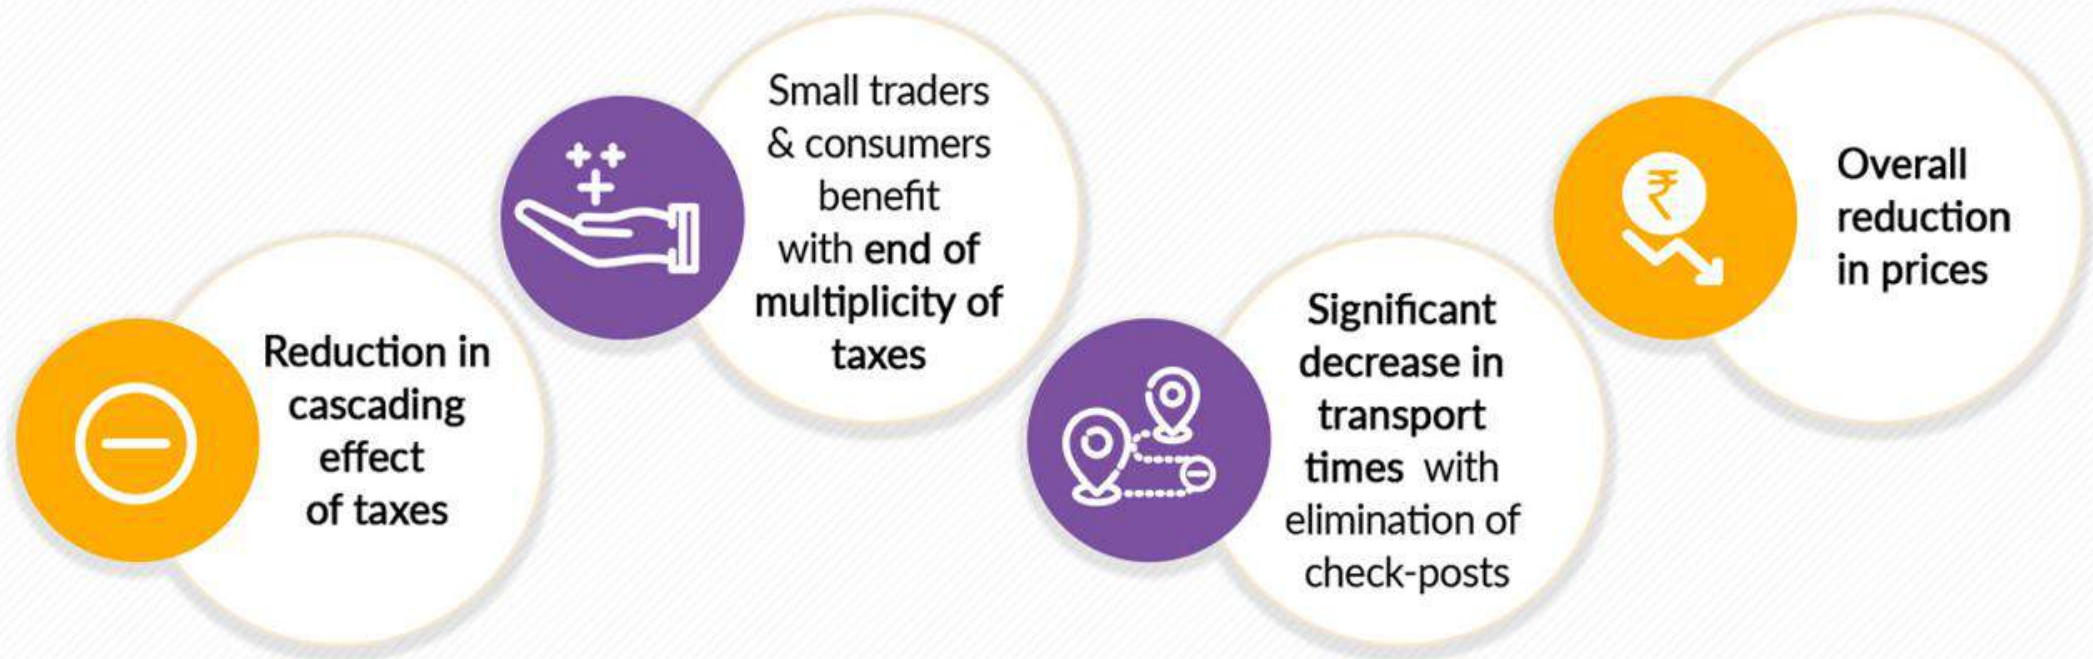 Reduction in
cascading
effect
of taxes
Small traders
& consumers
benefit
with end of
multiplicity of
taxes
Significant
decrease in
transport
times with
elimination of
check-posts
₹
Overall
reduction
in prices